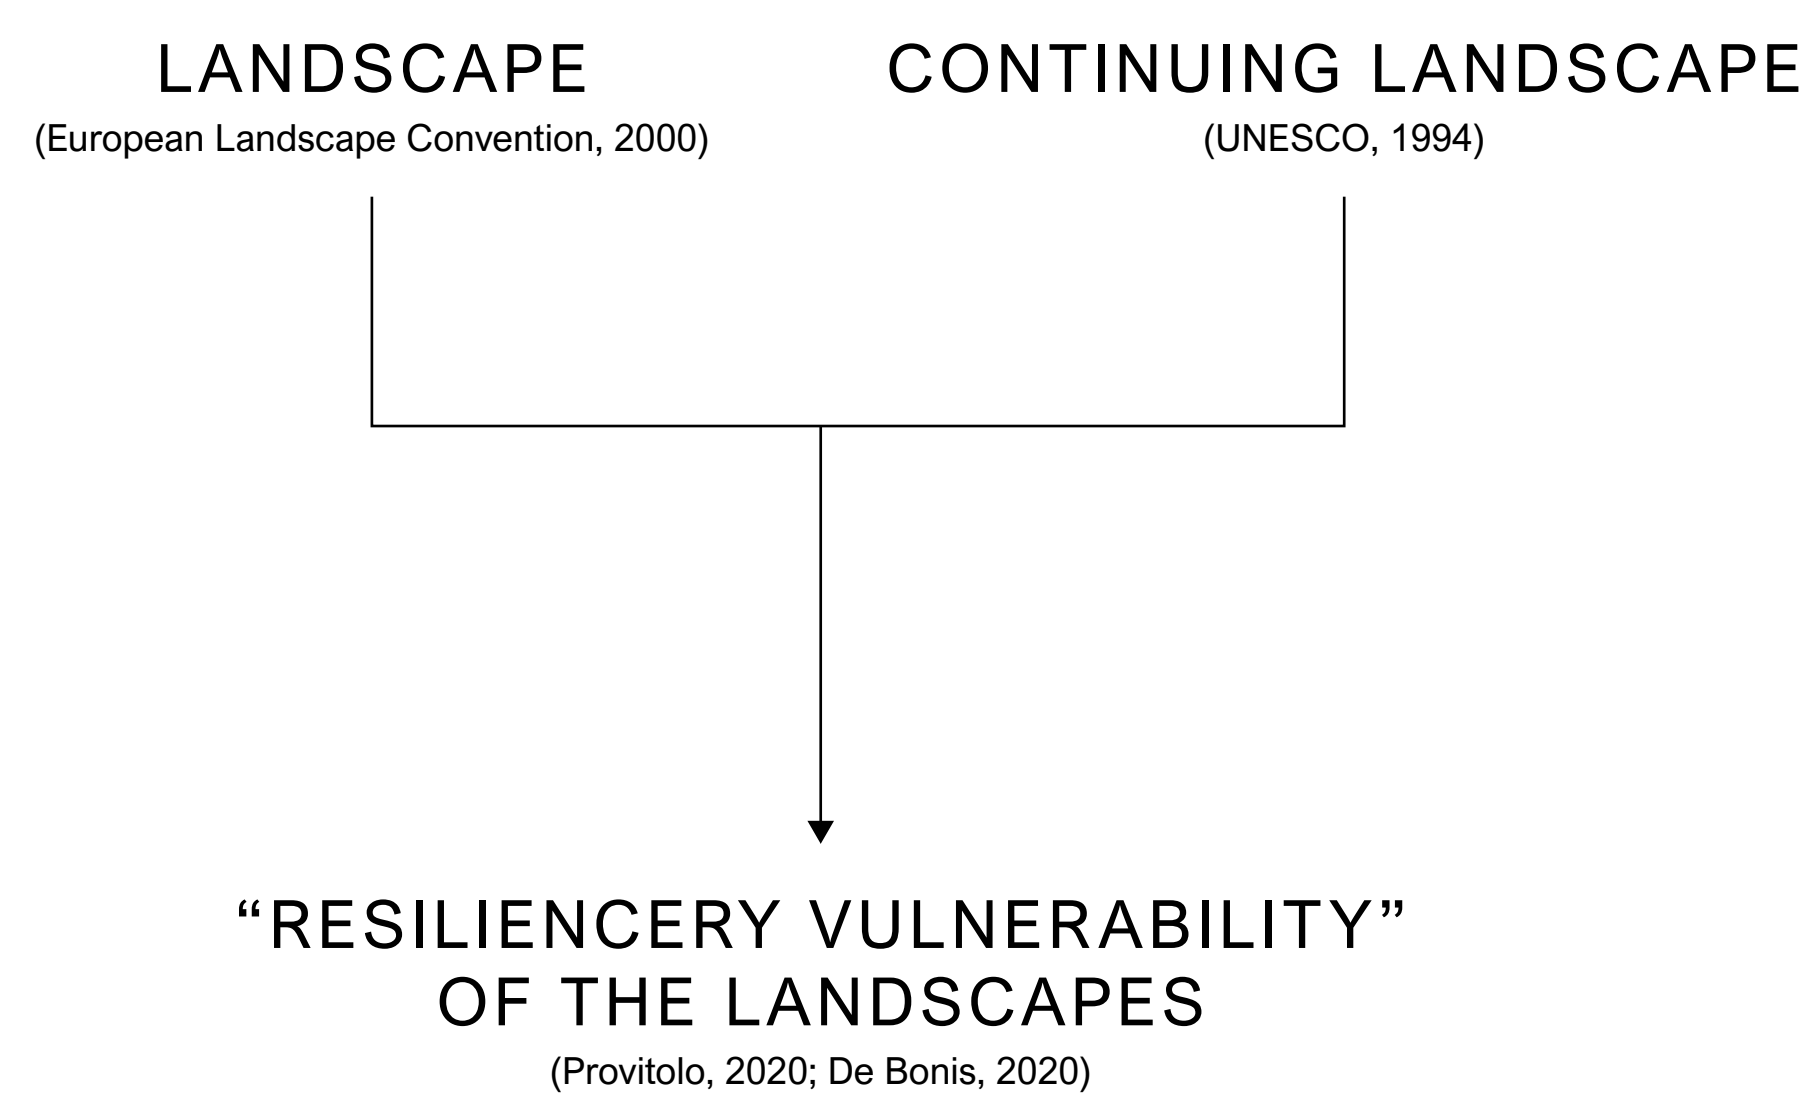 LANDSCAPE
(European Landscape Convention, 2000)
CONTINUING LANDSCAPE
(UNESCO, 1994)
“RESILIENCERY VULNERABILITY”
OF THE LANDSCAPES
(Provitolo, 2020; De Bonis, 2020)